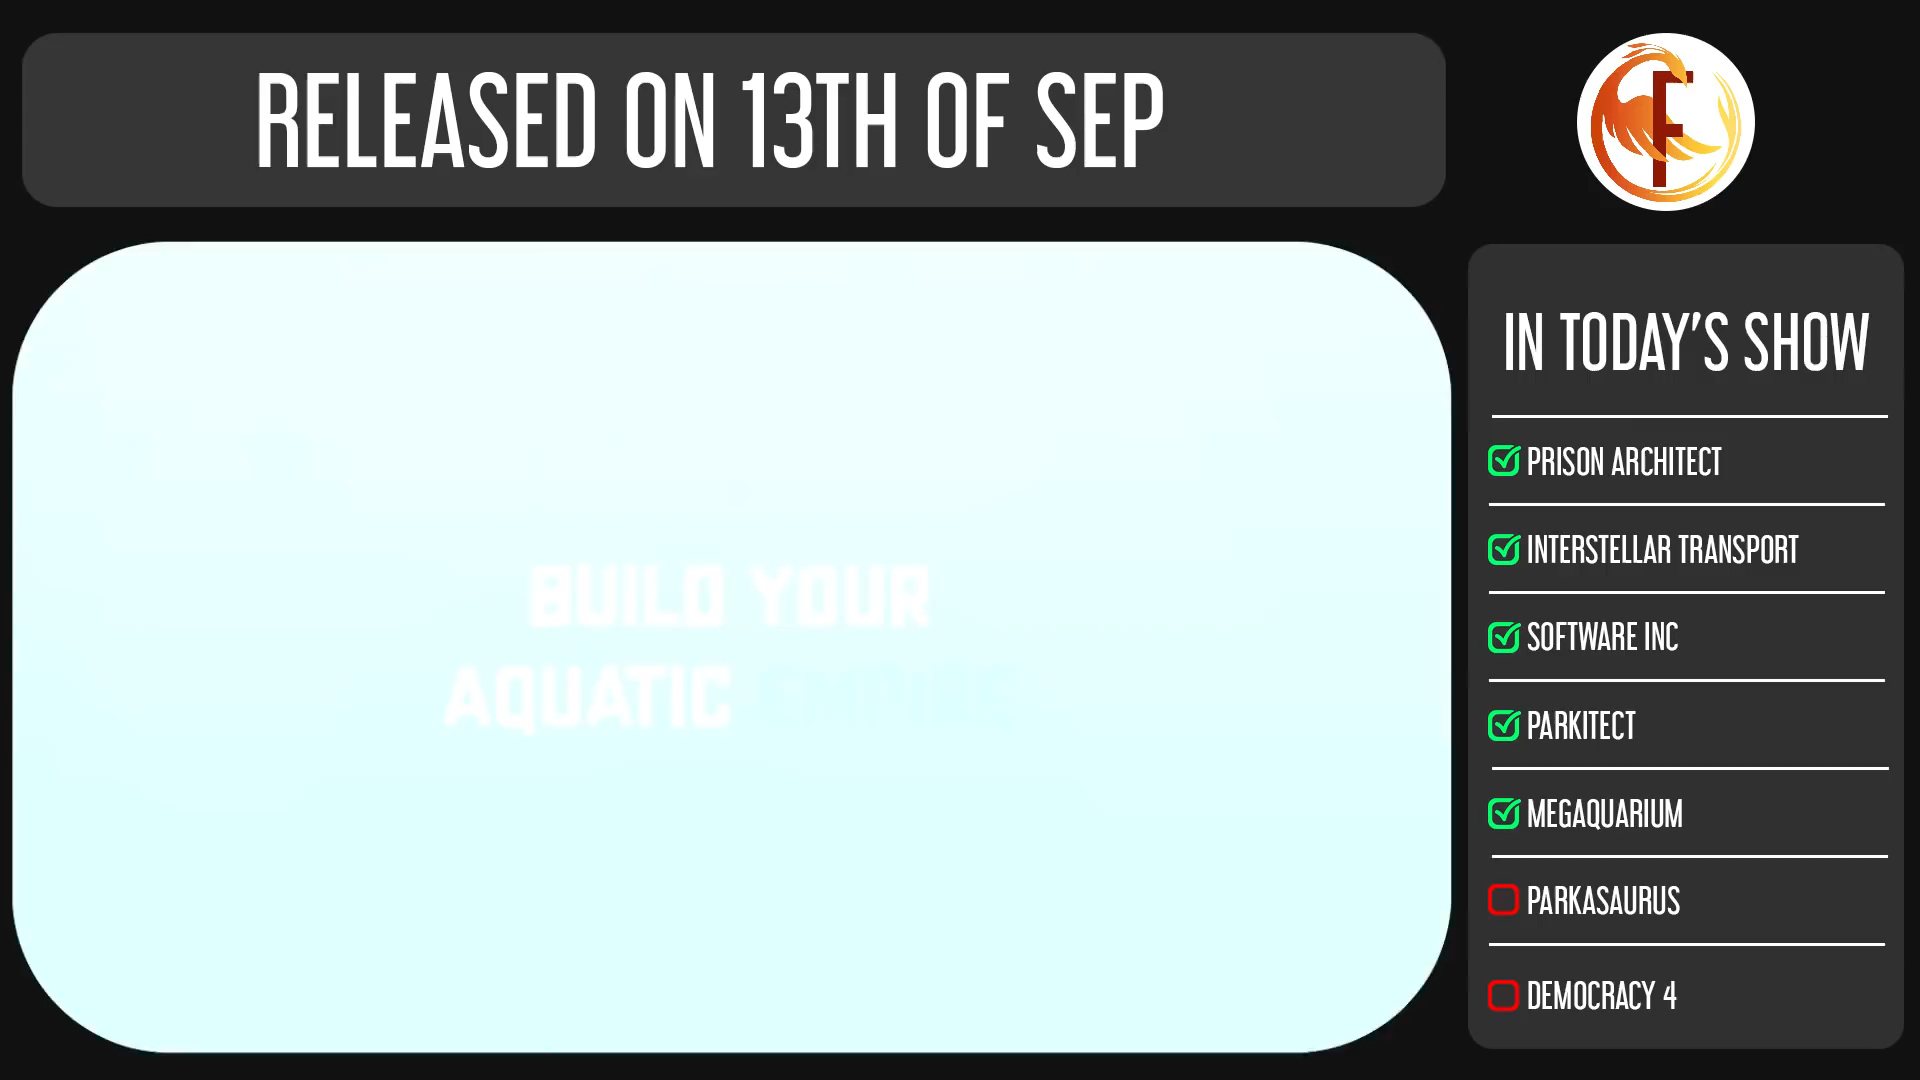 RELEASED ON 13TH OF SEP
F
BUILD YOUR
AQUATIC
IN TODAY'S SHOW
PRISON ARCHITECT
INTERSTELLAR TRANSPORT
SOFTWARE INC
PARKITECT
MEGAQUARIUM
PARKASAURUS
DEMOCRACY 4